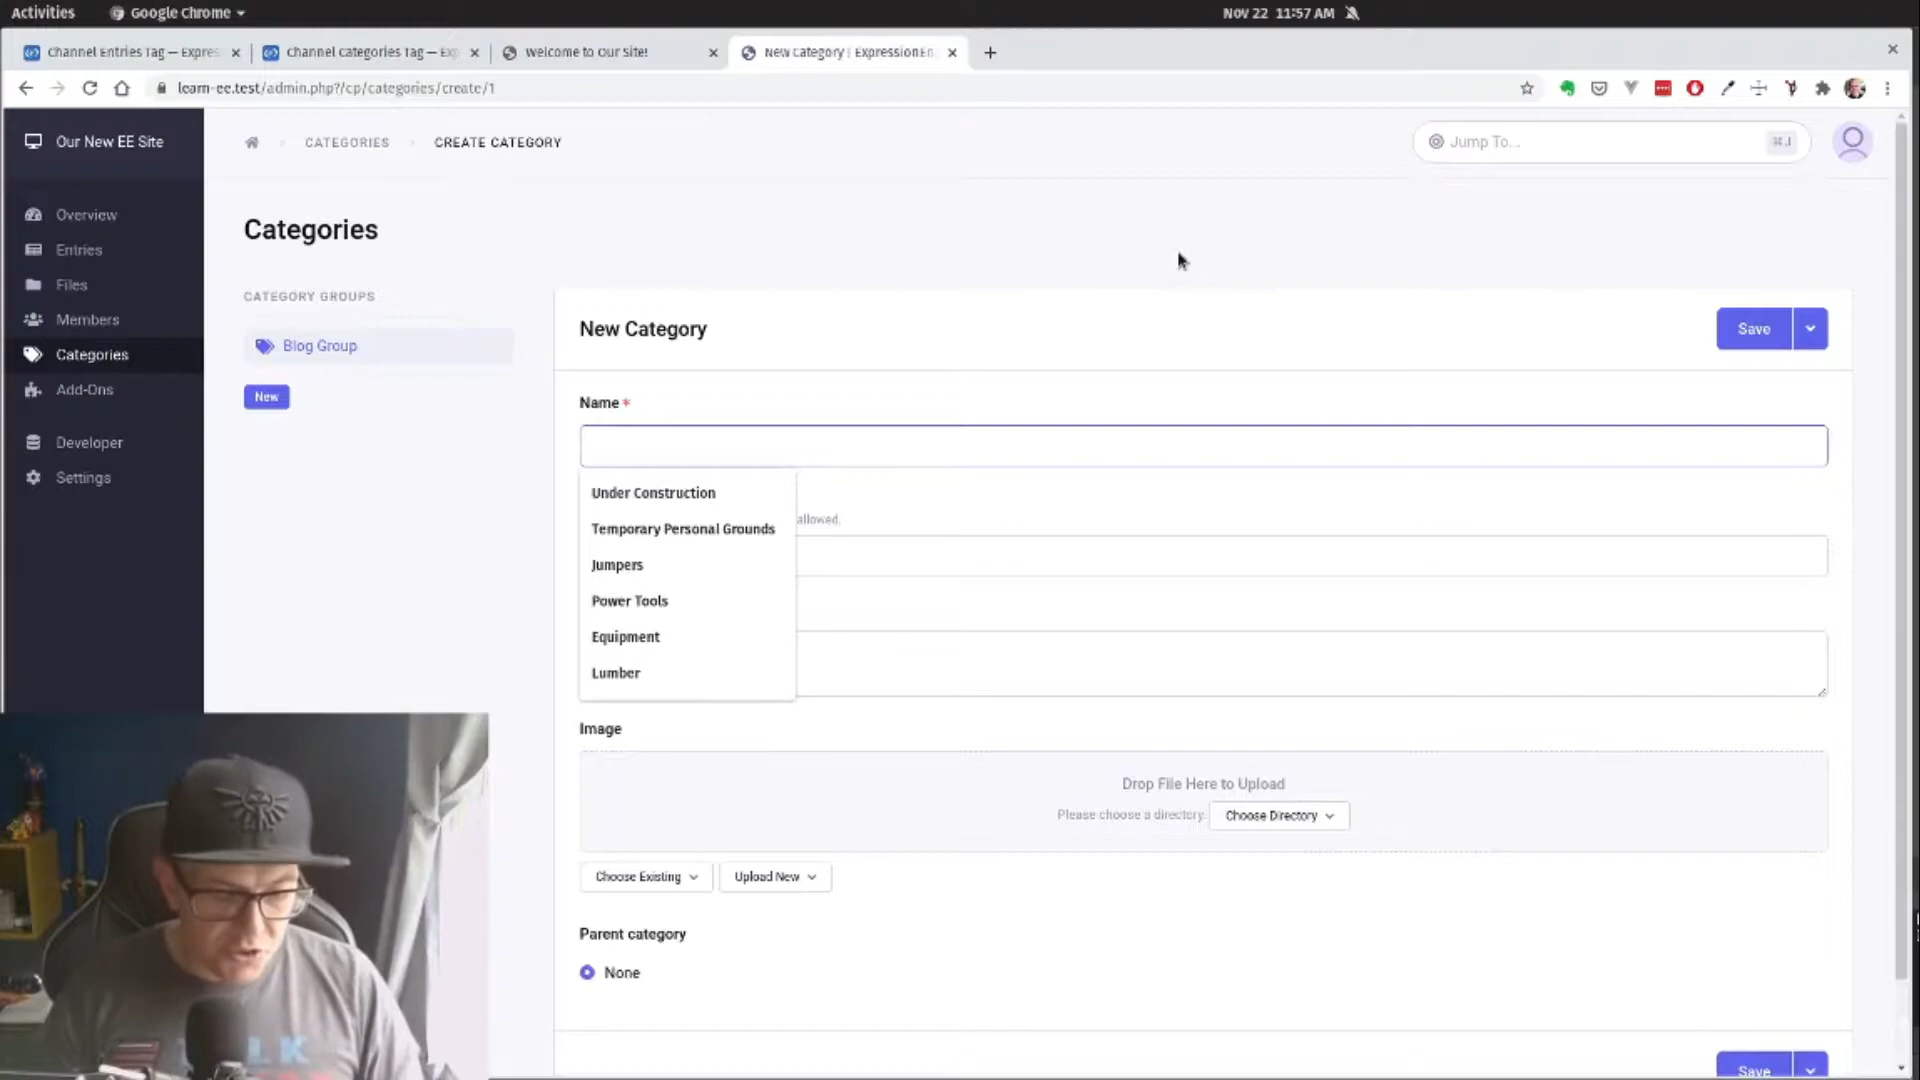 Activities
Google Chrome
Nov 22 11:57 AM
Channel Entries Tag — Expres
Channel Categories Tag — Exp
Welcome to Our Site!
New Category | ExpressionEn
learn-ee.test/admin.php?/cp/categories/create/1
Our New EE Site
CATEGORIES
CREATE CATEGORY
Jump To...
⌘J
Overview
Entries
Files
Members
Categories
Add-Ons
Developer
Settings
Categories
CATEGORY GROUPS
Blog Group
New
New Category
Save
Name *
Under Construction
Temporary Personal Grounds
allowed.
Jumpers
Power Tools
Equipment
Lumber
Image
Drop File Here to Upload
Please choose a directory.
Choose Directory
Choose Existing
Upload New
Parent category
None
Save